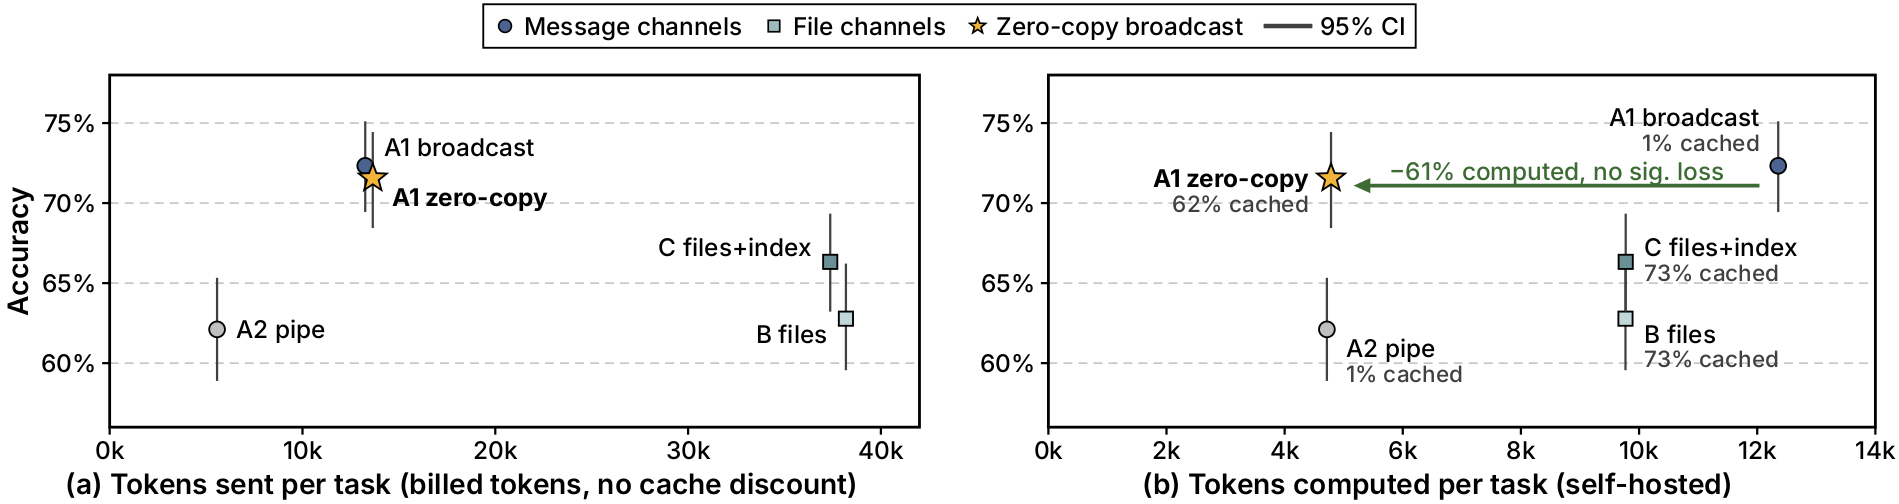 Message channels File channels Zero-copy broadcast 95% CI
Accuracy
75%
70%
65%
60%
A1 broadcast
A1 zero-copy
C files+index
B files
A2 pipe
0k 10k 20k 30k 40k
(a) Tokens sent per task (billed tokens, no cache discount)
75%
70%
65%
60%
A1 broadcast
1% cached
−61% computed, no sig. loss
A1 zero-copy
62% cached
C files+index
73% cached
B files
73% cached
A2 pipe
1% cached
0k 2k 4k 6k 8k 10k 12k 14k
(b) Tokens computed per task (self-hosted)